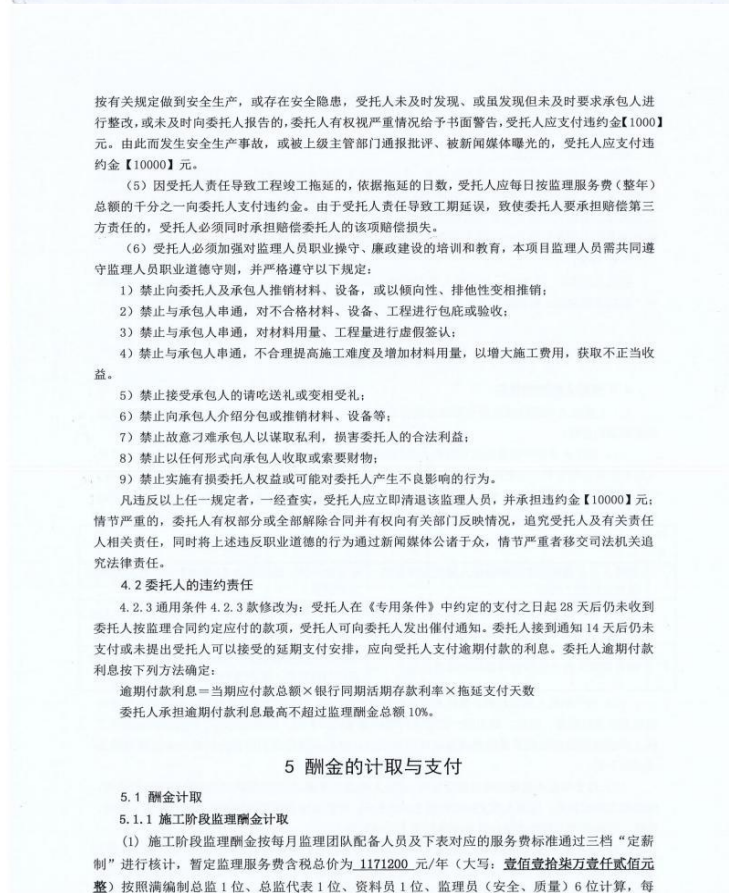 按有关规定做到安全生产，或存在安全隐患，受托人未及时发现、或虽发现但未及时要求承包人进
行整改，或未及时向委托人报告的，委托人有权视严重情况给予书面警告，受托人应支付违约金【1000】
元。由此而发生安全生产事故，或被上级主管部门通报批评、被新闻媒体曝光的，受托人应支付违
约金【10000】元。
（5）因受托人责任导致工程竣工拖延的，依据拖延的日数，受托人应每日按监理服务费（整年）
总额的千分之一向委托人支付违约金。由于受托人责任导致工期延误，致使委托人要承担赔偿第三
方责任的，受托人必须同时承担赔偿委托人的该项赔偿损失。
（6）受托人必须加强对监理人员职业操守、廉政建设的培训和教育，本项目监理人员需共同遵
守监理人员职业道德守则，并严格遵守以下规定：
1）禁止向委托人及承包人推销材料、设备，或以倾向性、排他性变相推销；
2）禁止与承包人串通，对不合格材料、设备、工程进行包庇或验收；
3）禁止与承包人串通，对材料用量、工程量进行虚假签认；
4）禁止与承包人串通，不合理提高施工难度及增加材料用量，以增大施工费用，获取不正当收
益。
5）禁止接受承包人的请吃送礼或变相受礼；
6）禁止向承包人介绍分包或推销材料、设备等；
7）禁止故意刁难承包人以谋取私利，损害委托人的合法利益；
8）禁止以任何形式向承包人收取或索要财物；
9）禁止实施有损委托人权益或可能对委托人产生不良影响的行为。
凡违反以上任一规定者，一经查实，受托人应立即清退该监理人员，并承担违约金【10000】元；
情节严重的，委托人有权部分或全部解除合同并有权向有关部门反映情况，追究受托人及有关责任
人相关责任，同时将上述违反职业道德的行为通过新闻媒体公诸于众，情节严重者移交司法机关追
究法律责任。
4.2 委托人的违约责任
4.2.3 通用条件 4.2.3 款修改为：受托人在《专用条件》中约定的支付之日起 28 天后仍未收到
委托人按监理合同约定应付的款项，受托人可向委托人发出催付通知。委托人接到通知 14 天后仍未
支付或未提出受托人可以接受的延期支付安排，应向受托人支付逾期付款的利息。委托人逾期付款
利息按下列方法确定：
逾期付款利息＝当期应付款总额×银行同期活期存款利率×拖延支付天数
委托人承担逾期付款利息最高不超过监理酬金总额 10%。
5 酬金的计取与支付
5.1 酬金计取
5.1.1 施工阶段监理酬金计取
(1) 施工阶段监理酬金按每月监理团队配备人员及下表对应的服务费标准通过三档“定薪
制”进行核计，暂定监理服务费含税总价为 1171200 元/年（大写：壹佰壹拾柒万壹仟贰佰元
整）按照满编制总监 1 位、总监代表 1 位、资料员 1 位、监理员（安全、质量）6 位计算，每